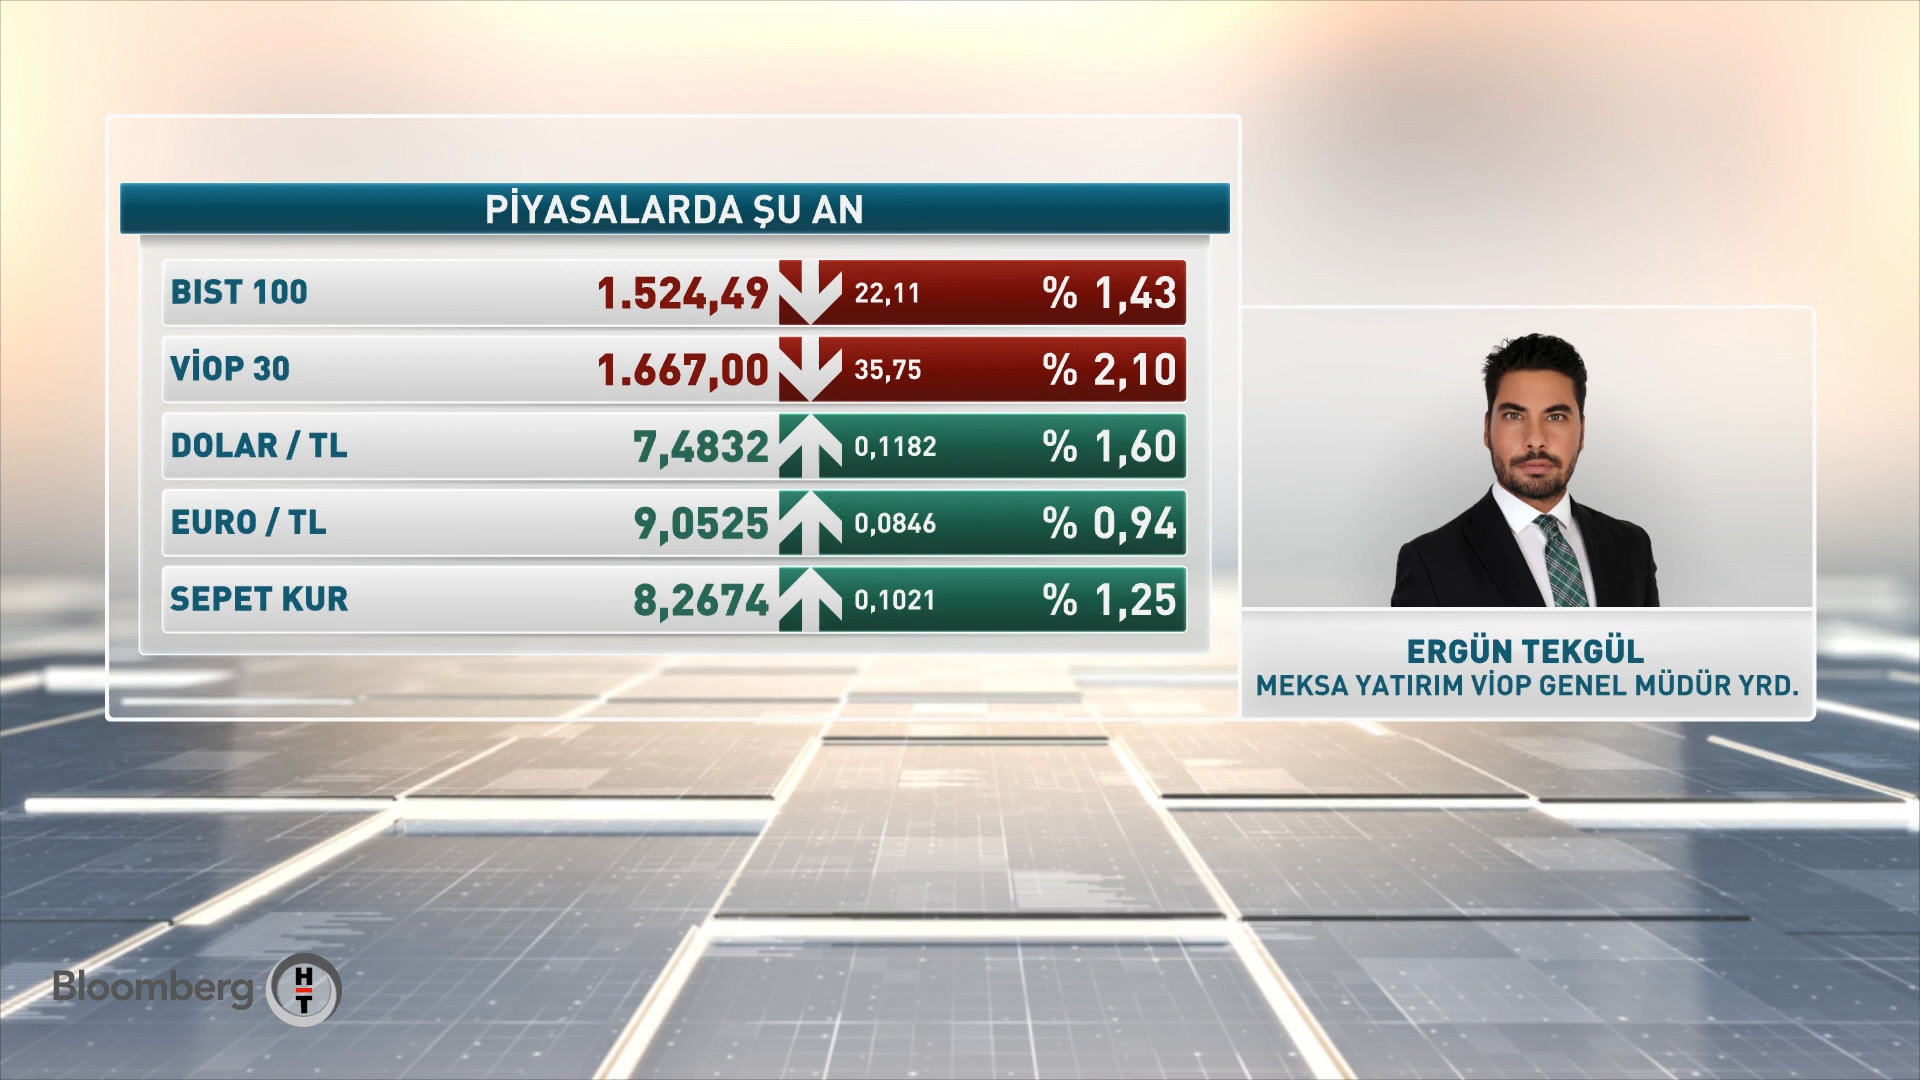 PİYASALARDA ŞU AN
BIST 100 1.524,49 22,11 % 1,43
VİOP 30 1.667,00 35,75 % 2,10
DOLAR / TL 7,4832 0,1182 % 1,60
EURO / TL 9,0525 0,0846 % 0,94
SEPET KUR 8,2674 0,1021 % 1,25
ERGÜN TEKGÜL
MEKSA YATIRIM VİOP GENEL MÜDÜR YRD.
Bloomberg HT